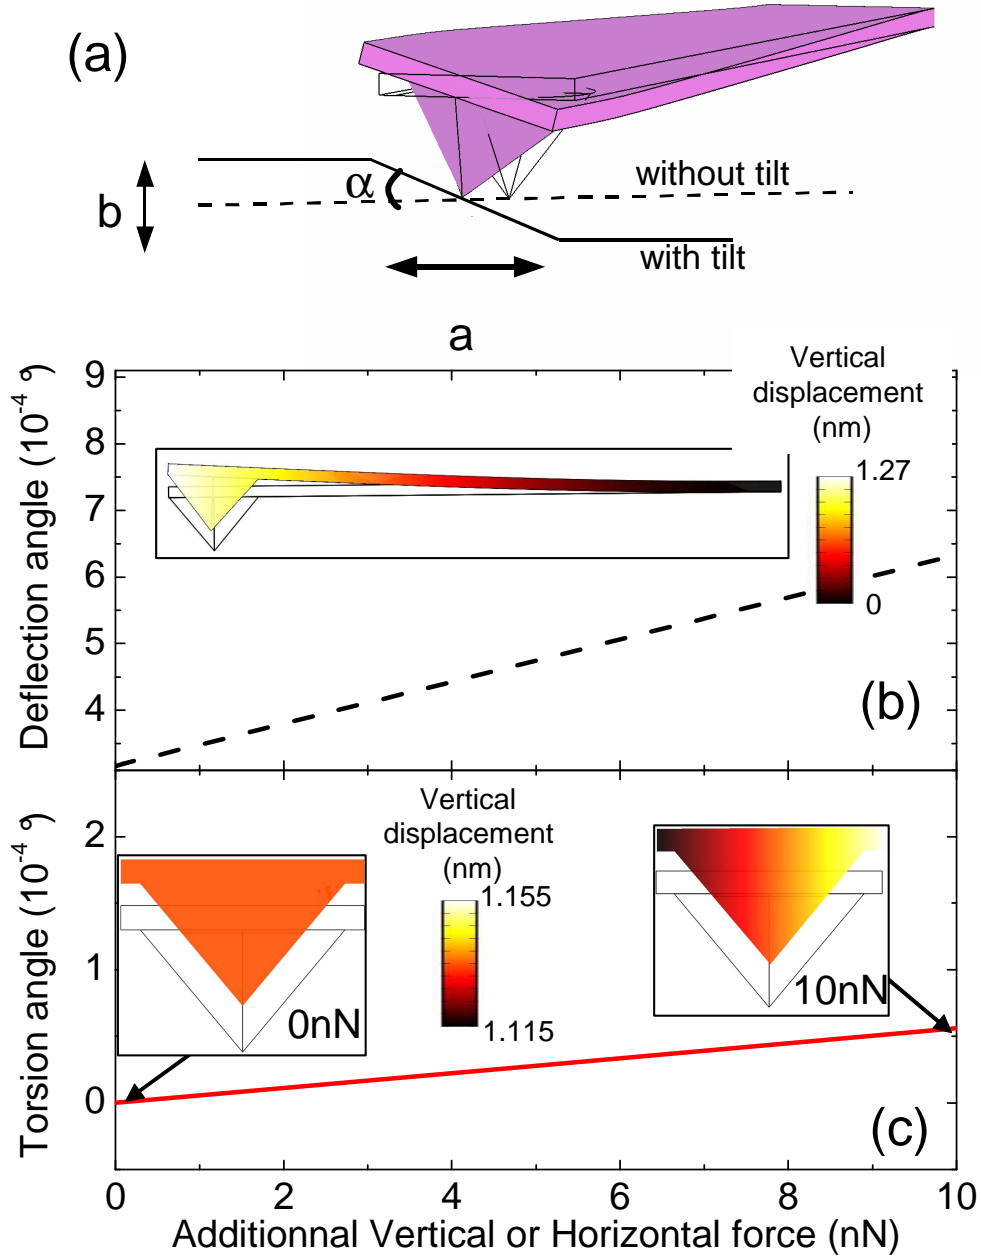 (a)
α
without tilt
b
with tilt
a
Vertical
displacement
(nm)
1.27
0
9
8
7
6
5
4
Deflection angle (10⁻⁴ °)
(b)
Vertical
displacement
(nm)
1.155
1.115
2
1
0
Torsion angle (10⁻⁴ °)
0nN
10nN
(c)
0 2 4 6 8 10
Additionnal Vertical or Horizontal force (nN)